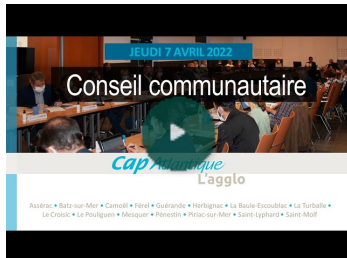 JEUDI 7 AVRIL 2022
Conseil communautaire
Cap Atlantique
L'agglo
Assérac • Batz-sur-Mer • Camoël • Férel • Guérande • Herbignac • La Baule-Escoublac • La Turballe •
Le Croisic • Le Pouliguen • Mesquer • Pénestin • Piriac-sur-Mer • Saint-Lyphard • Saint-Molf